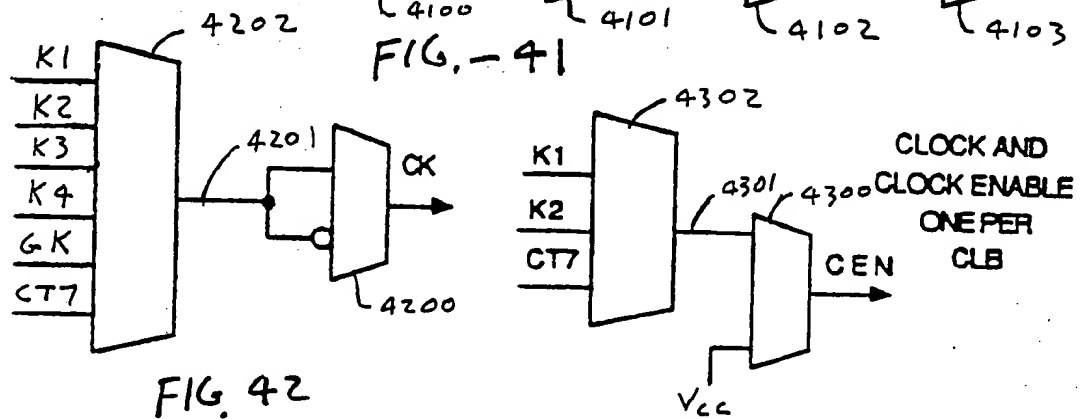 4100
4101
4102
4103
FIG.-41
4202
K1
K2
K3
K4
GK
CT7
4201
CK
4200
FIG. 42
4302
K1
K2
CT7
4301
4300
CEN
Vcc
CLOCK AND
CLOCK ENABLE
ONE PER
CLB